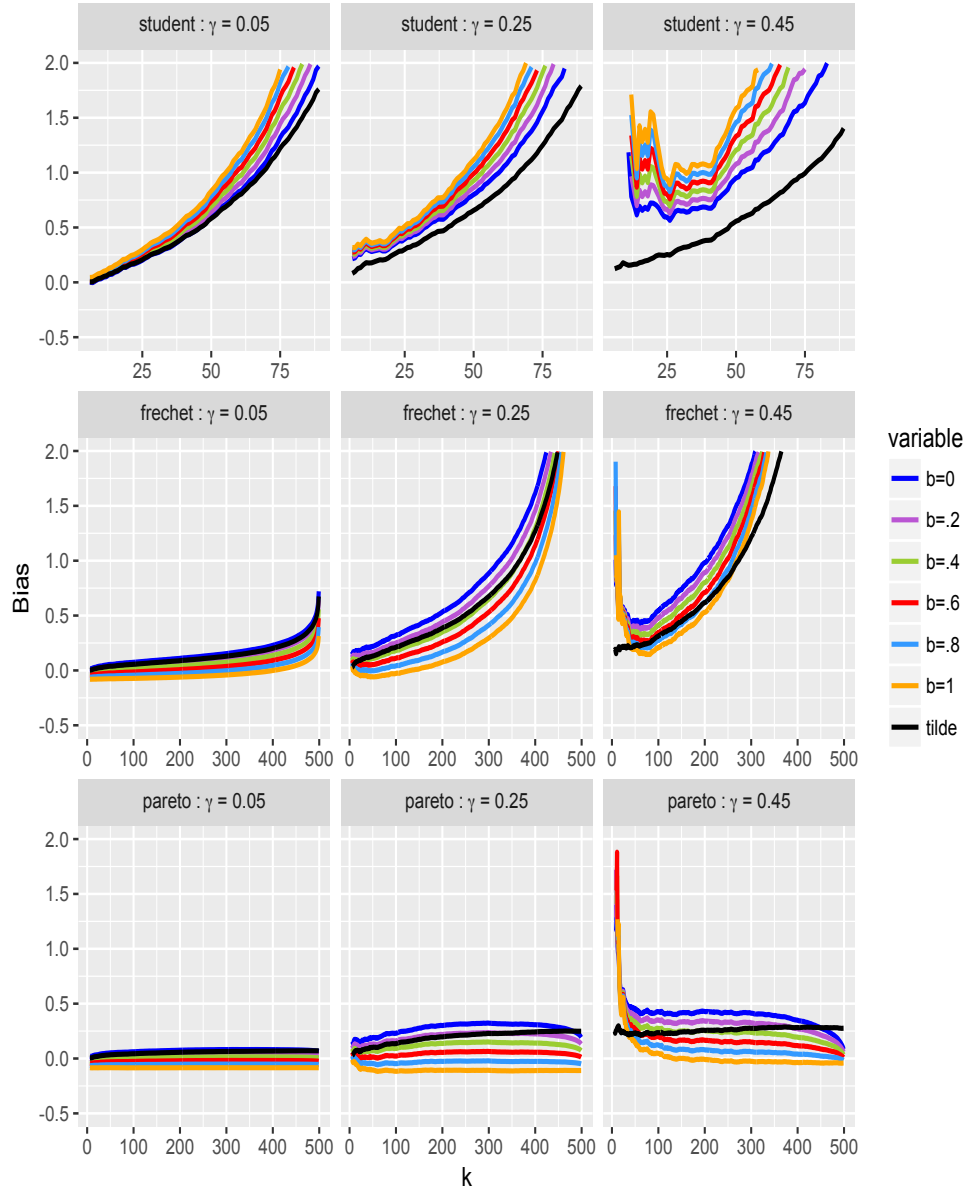 student : γ = 0.05
student : γ = 0.25
student : γ = 0.45
2.0
1.5
1.0
0.5
0.0
-0.5
25 50 75
25 50 75
25 50 75
frechet : γ = 0.05
frechet : γ = 0.25
frechet : γ = 0.45
2.0
1.5
1.0
0.5
0.0
-0.5
0 100 200 300 400 500
0 100 200 300 400 500
0 100 200 300 400 500
pareto : γ = 0.05
pareto : γ = 0.25
pareto : γ = 0.45
2.0
1.5
1.0
0.5
0.0
-0.5
0 100 200 300 400 500
0 100 200 300 400 500
0 100 200 300 400 500
Bias
k
variable
b=0
b=.2
b=.4
b=.6
b=.8
b=1
tilde